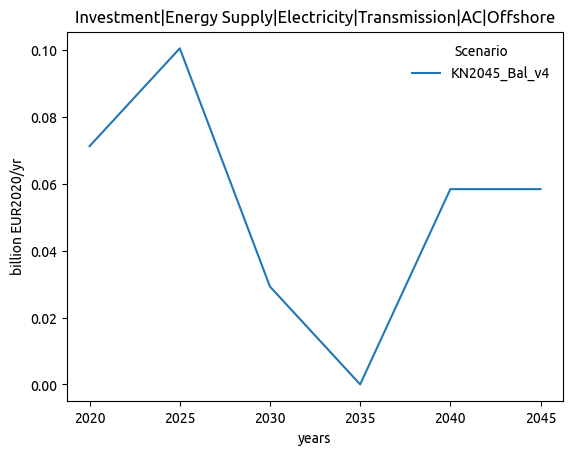 Investment|Energy Supply|Electricity|Transmission|AC|Offshore
Scenario
KN2045_Bal_v4
0.10
0.08
0.06
0.04
0.02
0.00
billion EUR2020/yr
2020 2025 2030 2035 2040 2045
years